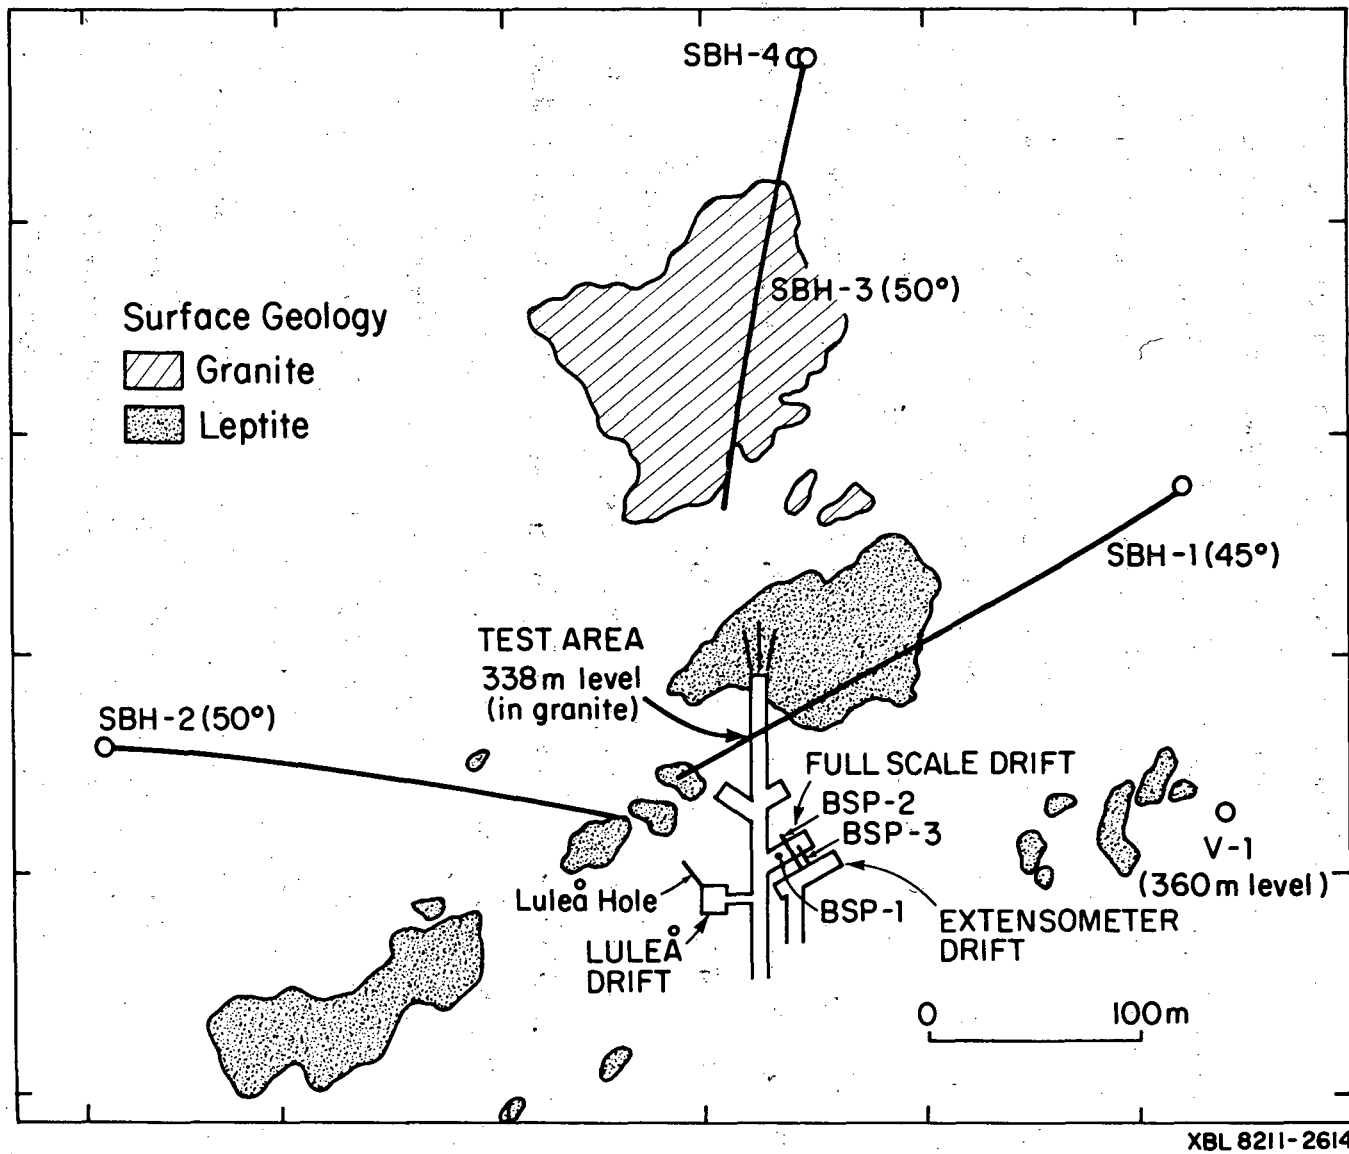 SBH-4
SBH-3 (50°)
Surface Geology
Granite
Leptite
SBH-1 (45°)
TEST AREA
338m level
(in granite)
SBH-2 (50°)
FULL SCALE DRIFT
BSP-2
BSP-3
V-1
(360m level)
Luleå Hole
BSP-1
EXTENSOMETER
DRIFT
LULEÅ
DRIFT
0 100m
XBL 8211-2614